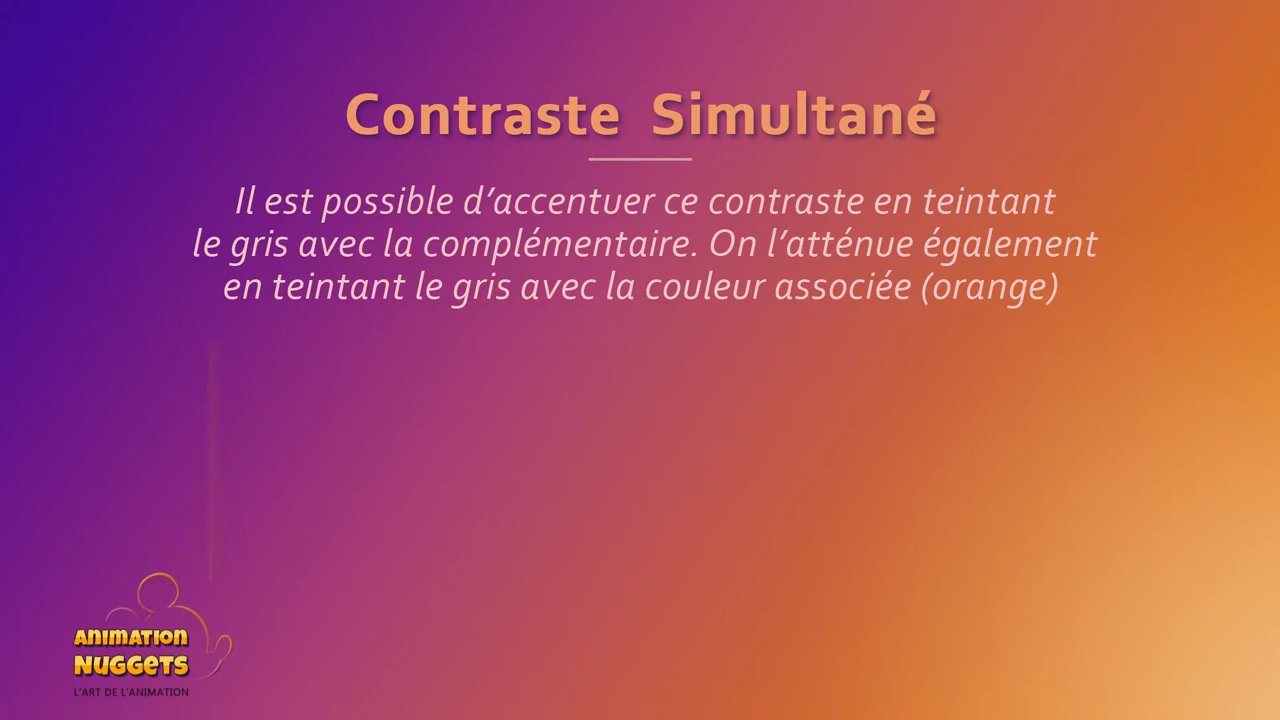 Contraste Simultané
Il est possible d’accentuer ce contraste en teintant
le gris avec la complémentaire. On l’atténue également
en teintant le gris avec la couleur associée (orange)
ANIMATION
NUGGETS
L'ART DE L'ANIMATION